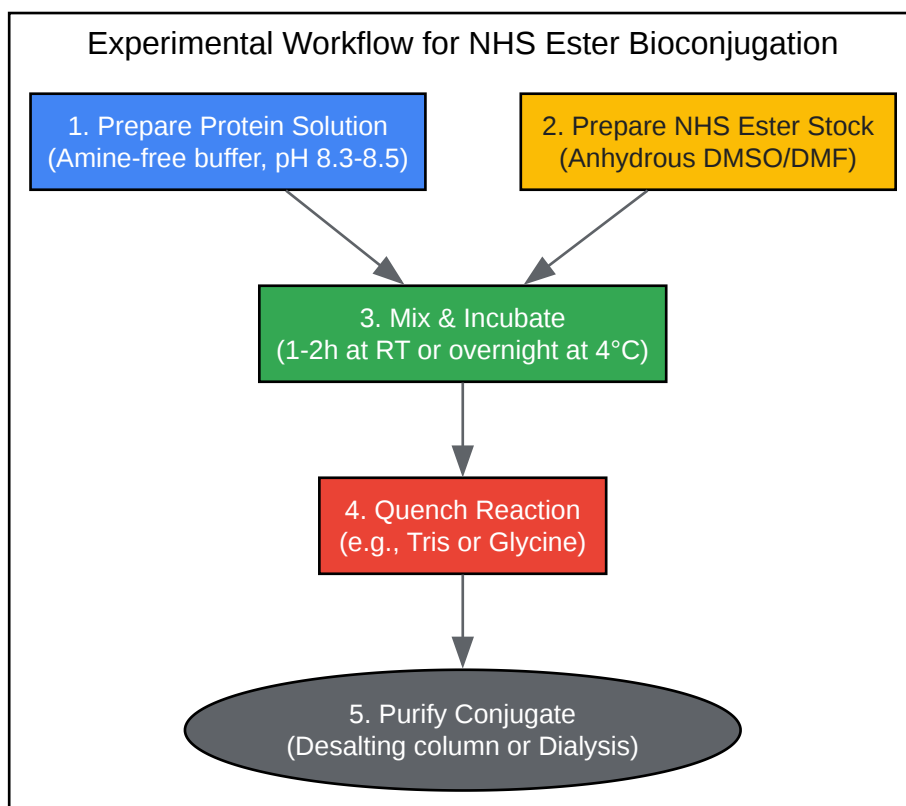 Experimental Workflow for NHS Ester Bioconjugation
1. Prepare Protein Solution
(Amine-free buffer, pH 8.3-8.5)
2. Prepare NHS Ester Stock
(Anhydrous DMSO/DMF)
3. Mix & Incubate
(1-2h at RT or overnight at 4°C)
4. Quench Reaction
(e.g., Tris or Glycine)
5. Purify Conjugate
(Desalting column or Dialysis)